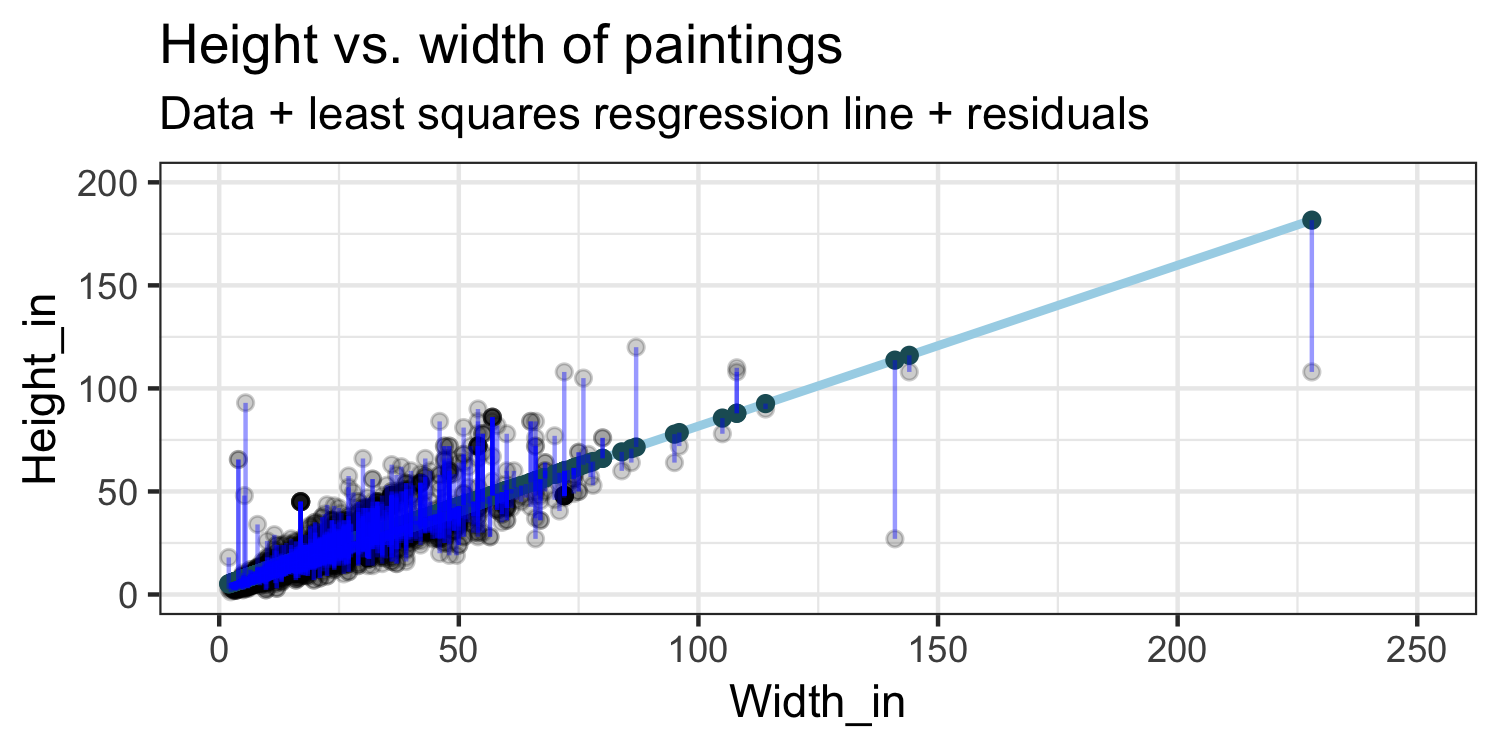 Height vs. width of paintings
Data + least squares resgression line + residuals
200
150
100
50
0
Height_in
0 50 100 150 200 250
Width_in